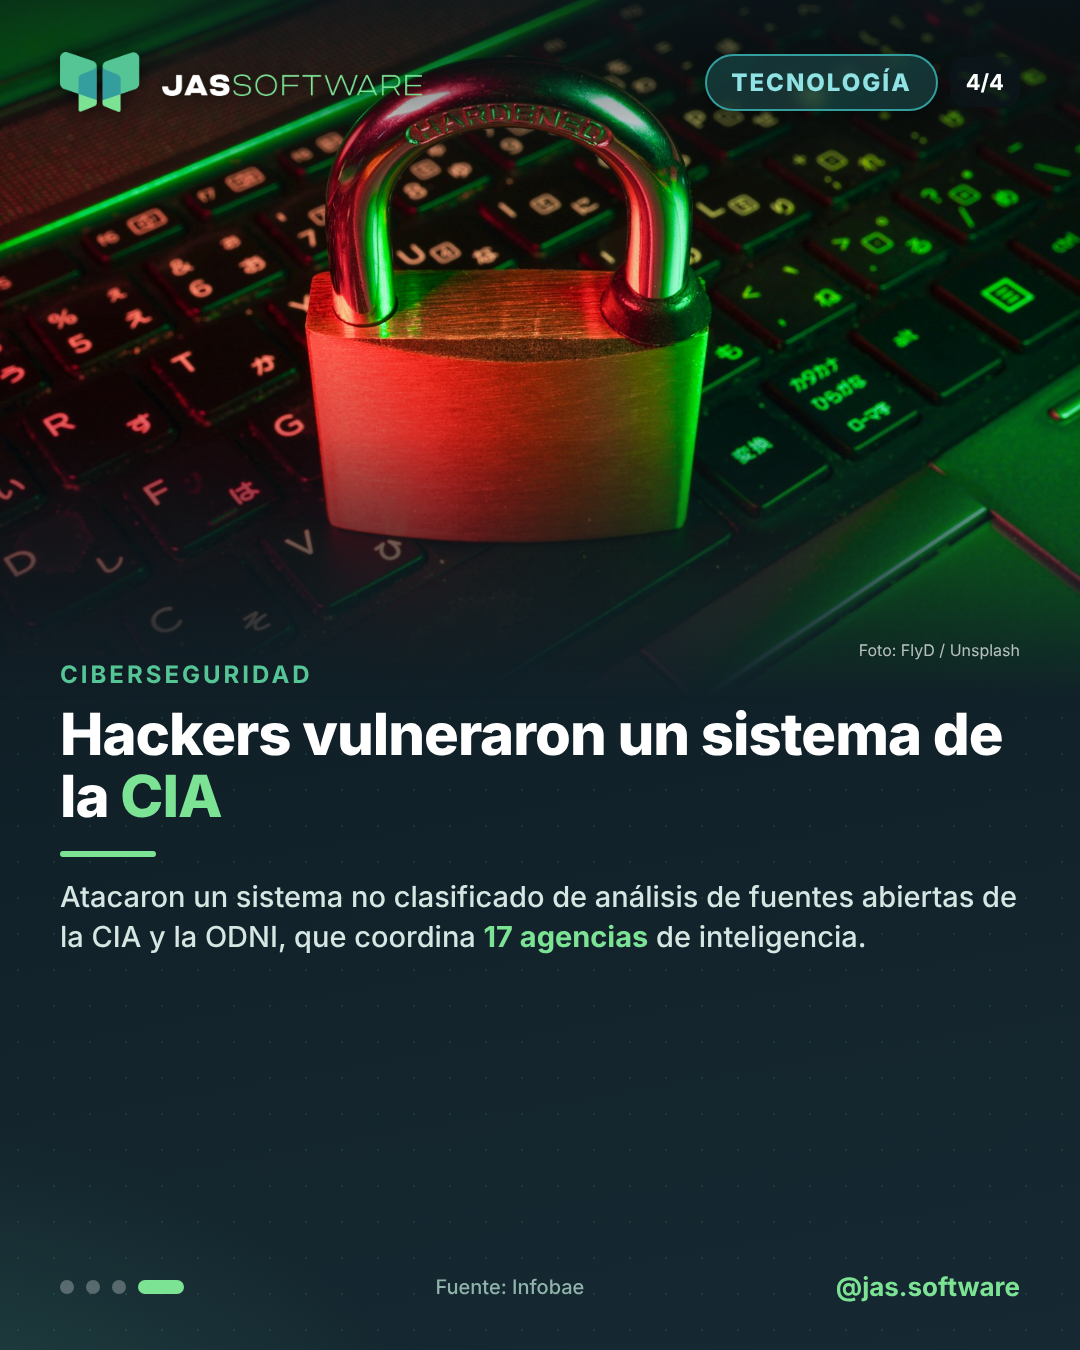 JASSOFTWARE
TECNOLOGÍA
4/4
HARDENED
Foto: FlyD / Unsplash
CIBERSEGURIDAD
Hackers vulneraron un sistema de
la CIA
Atacaron un sistema no clasificado de análisis de fuentes abiertas de
la CIA y la ODNI, que coordina 17 agencias de inteligencia.
Fuente: Infobae
@jas.software